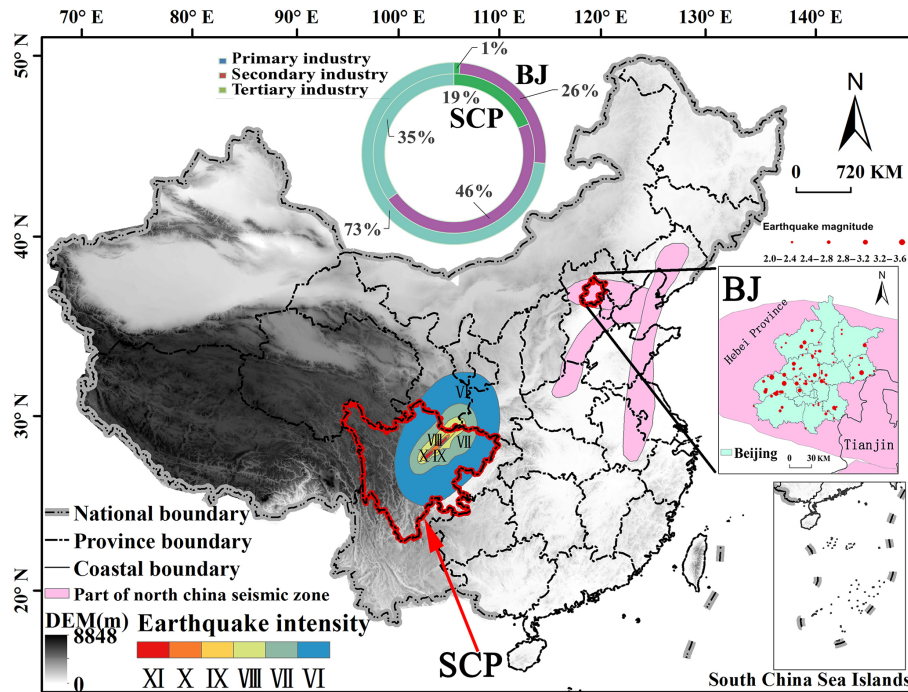 70° E 80° E 90° E 100° E 110° E 120° E 130° E 140° E
50° N
40° N
30° N
20° N
Primary industry
Secondary industry
Tertiary industry
1%
BJ
26%
19%
SCP
35%
46%
73%
N
0 720 KM
Earthquake magnitude
2.0-2.4 2.4-2.8 2.8-3.2 3.2-3.6
BJ
N
Hebei Province
Tianjin
Beijing
0 30 KM
VI
VIII VII
X IX
National boundary
Province boundary
Coastal boundary
Part of north china seismic zone
DEM(m)
8848
0
Earthquake intensity
XI X IX VIII VII VI
SCP
South China Sea Islands